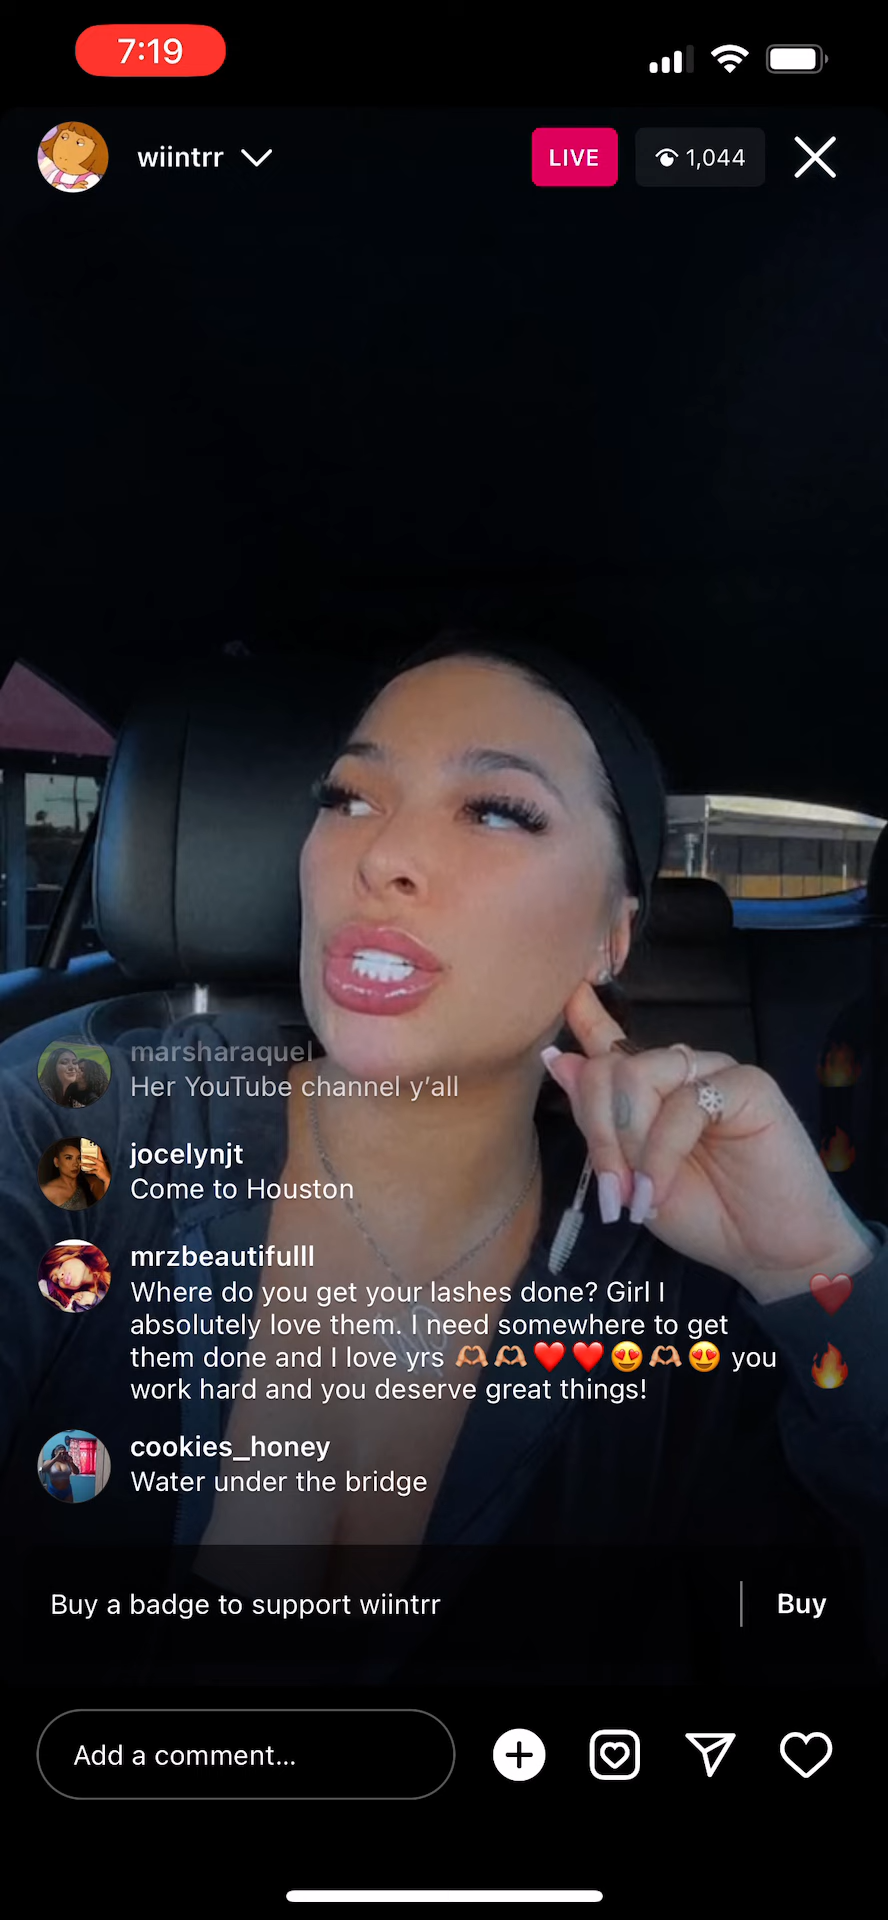 7:19
wiintrr
LIVE
1,044
marsharaquel
Her YouTube channel y’all
jocelynjt
Come to Houston
mrzbeautifulll
Where do you get your lashes done? Girl I
absolutely love them. I need somewhere to get
them done and I love yrs 🫶🏽🫶🏽❤️❤️😍🫶🏽😍 you
work hard and you deserve great things!
cookies_honey
Water under the bridge
Buy a badge to support wiintrr
Buy
Add a comment...